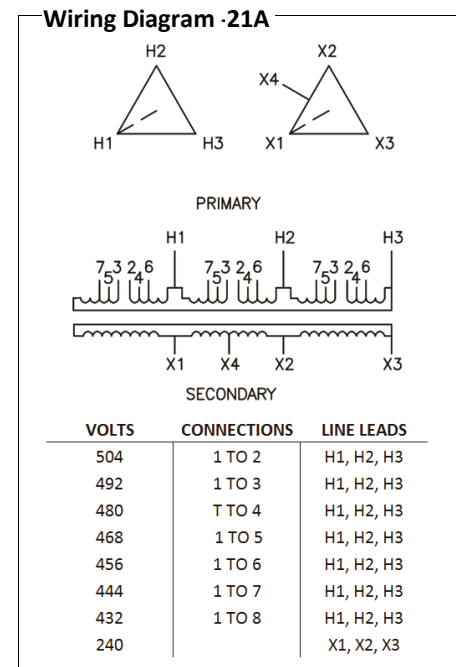 Wiring Diagram -21A
H2 X2
X4
H1 H3 X1 X3
PRIMARY
H1 H2 H3
7 5 3 2 4 6 7 5 3 2 4 6 7 5 3 2 4 6
X1 X4 X2 X3
SECONDARY
VOLTS CONNECTIONS LINE LEADS
504 1 TO 2 H1, H2, H3
492 1 TO 3 H1, H2, H3
480 T TO 4 H1, H2, H3
468 1 TO 5 H1, H2, H3
456 1 TO 6 H1, H2, H3
444 1 TO 7 H1, H2, H3
432 1 TO 8 H1, H2, H3
240 X1, X2, X3